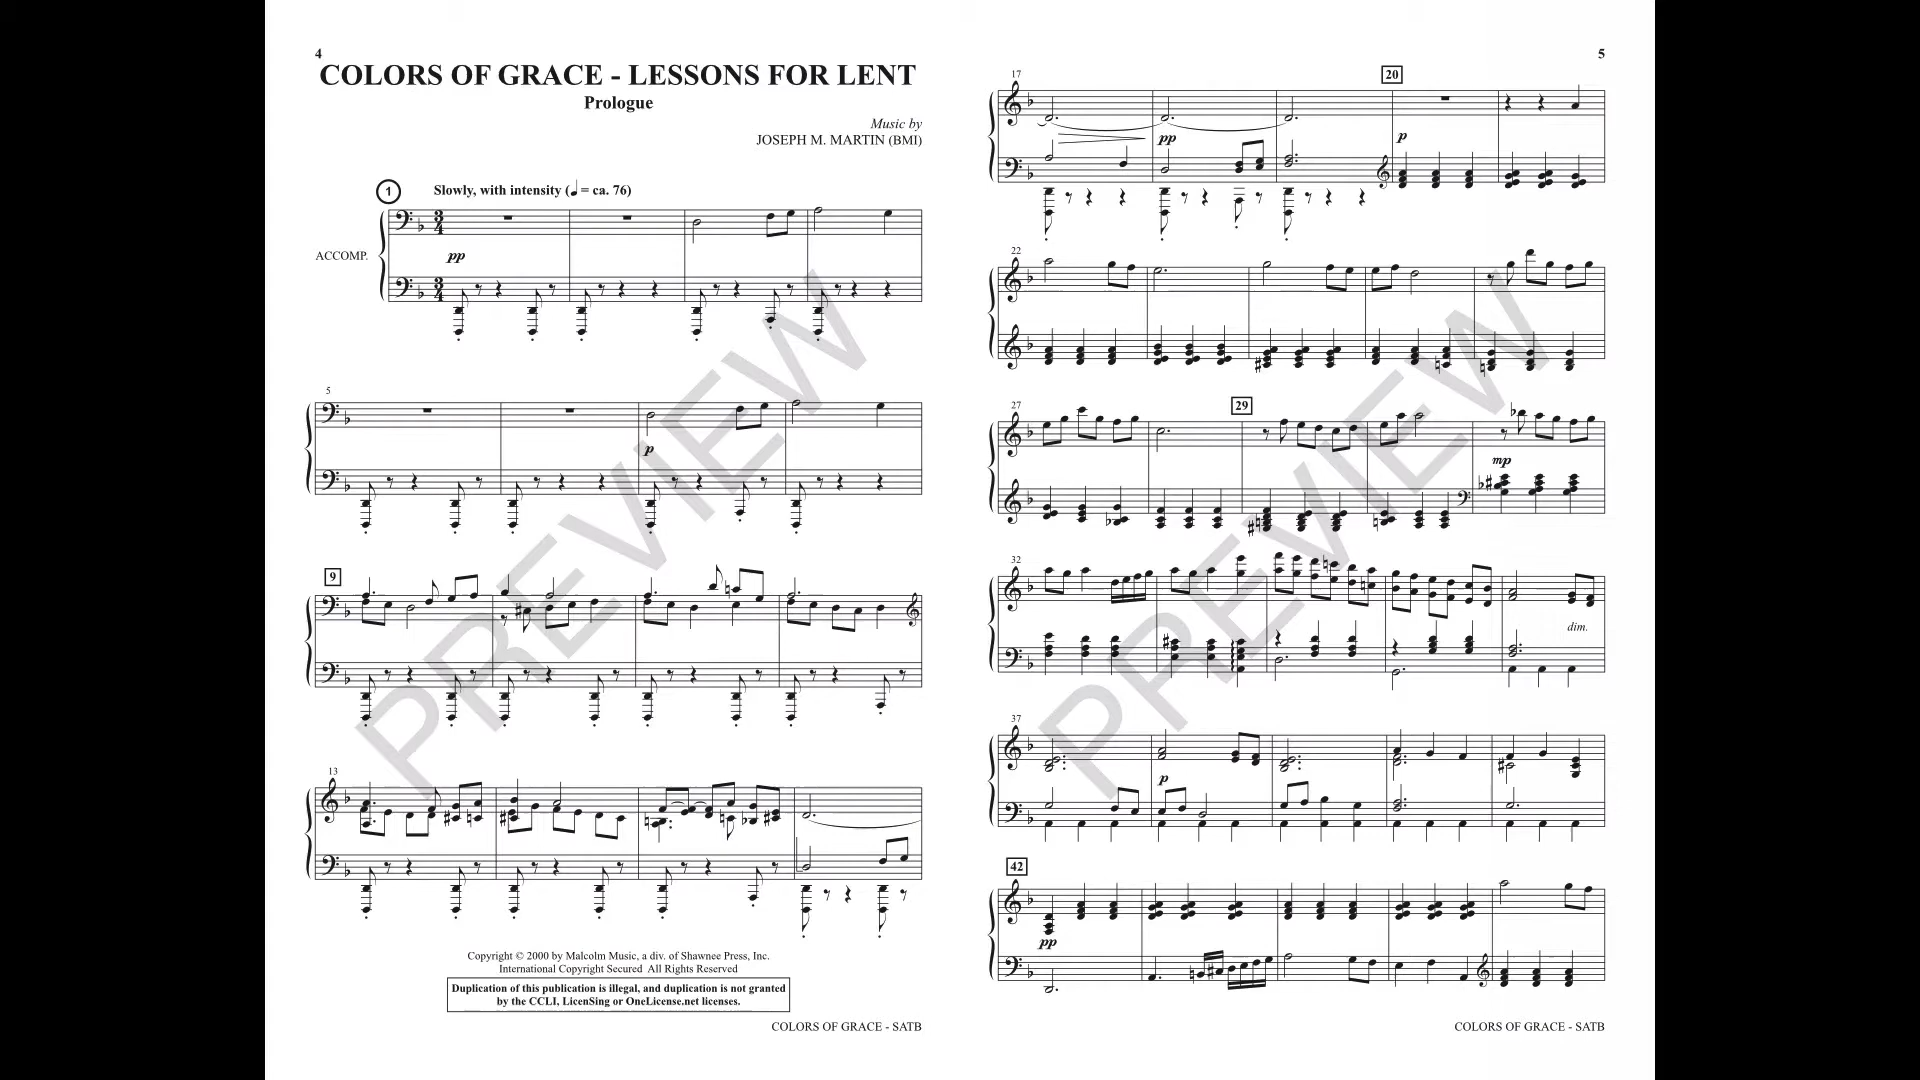 4
COLORS OF GRACE - LESSONS FOR LENT
Prologue
Music by
JOSEPH M. MARTIN (BMI)
1
Slowly, with intensity (♩ = ca. 76)
ACCOMP.
3
4
pp
3
4
5
p
9
13
PREVIEW
Copyright © 2000 by Malcolm Music, a div. of Shawnee Press, Inc.
International Copyright Secured All Rights Reserved
Duplication of this publication is illegal, and duplication is not granted
by the CCLI, LicenSing or OneLicense.net licenses.
COLORS OF GRACE - SATB
5
17
20
pp
p
22
27
29
mp
32
dim.
37
p
42
pp
PREVIEW
COLORS OF GRACE - SATB